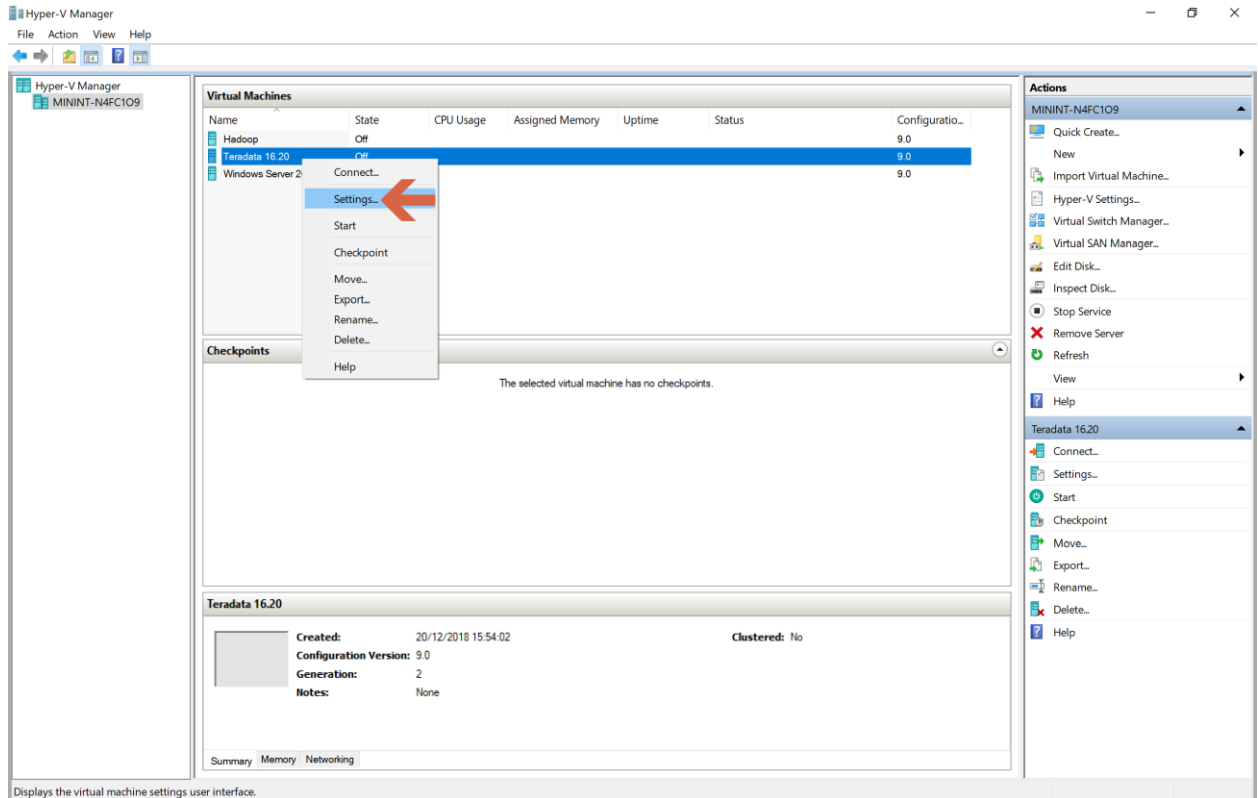 Hyper-V Manager
File Action View Help
Hyper-V Manager
MININT-N4FC1O9
Virtual Machines
Name State CPU Usage Assigned Memory Uptime Status Configuratio...
Hadoop Off 9.0
Teradata 16.20 Off 9.0
Windows Server 2 9.0
Connect...
Settings...
Start
Checkpoint
Move...
Export...
Rename...
Delete...
Help
Checkpoints
The selected virtual machine has no checkpoints.
Teradata 16.20
Created: 20/12/2018 15:54:02 Clustered: No
Configuration Version: 9.0
Generation: 2
Notes: None
Summary Memory Networking
Actions
MININT-N4FC1O9
Quick Create...
New
Import Virtual Machine...
Hyper-V Settings...
Virtual Switch Manager...
Virtual SAN Manager...
Edit Disk...
Inspect Disk...
Stop Service
Remove Server
Refresh
View
Help
Teradata 16.20
Connect...
Settings...
Start
Checkpoint
Move...
Export...
Rename...
Delete...
Help
Displays the virtual machine settings user interface.